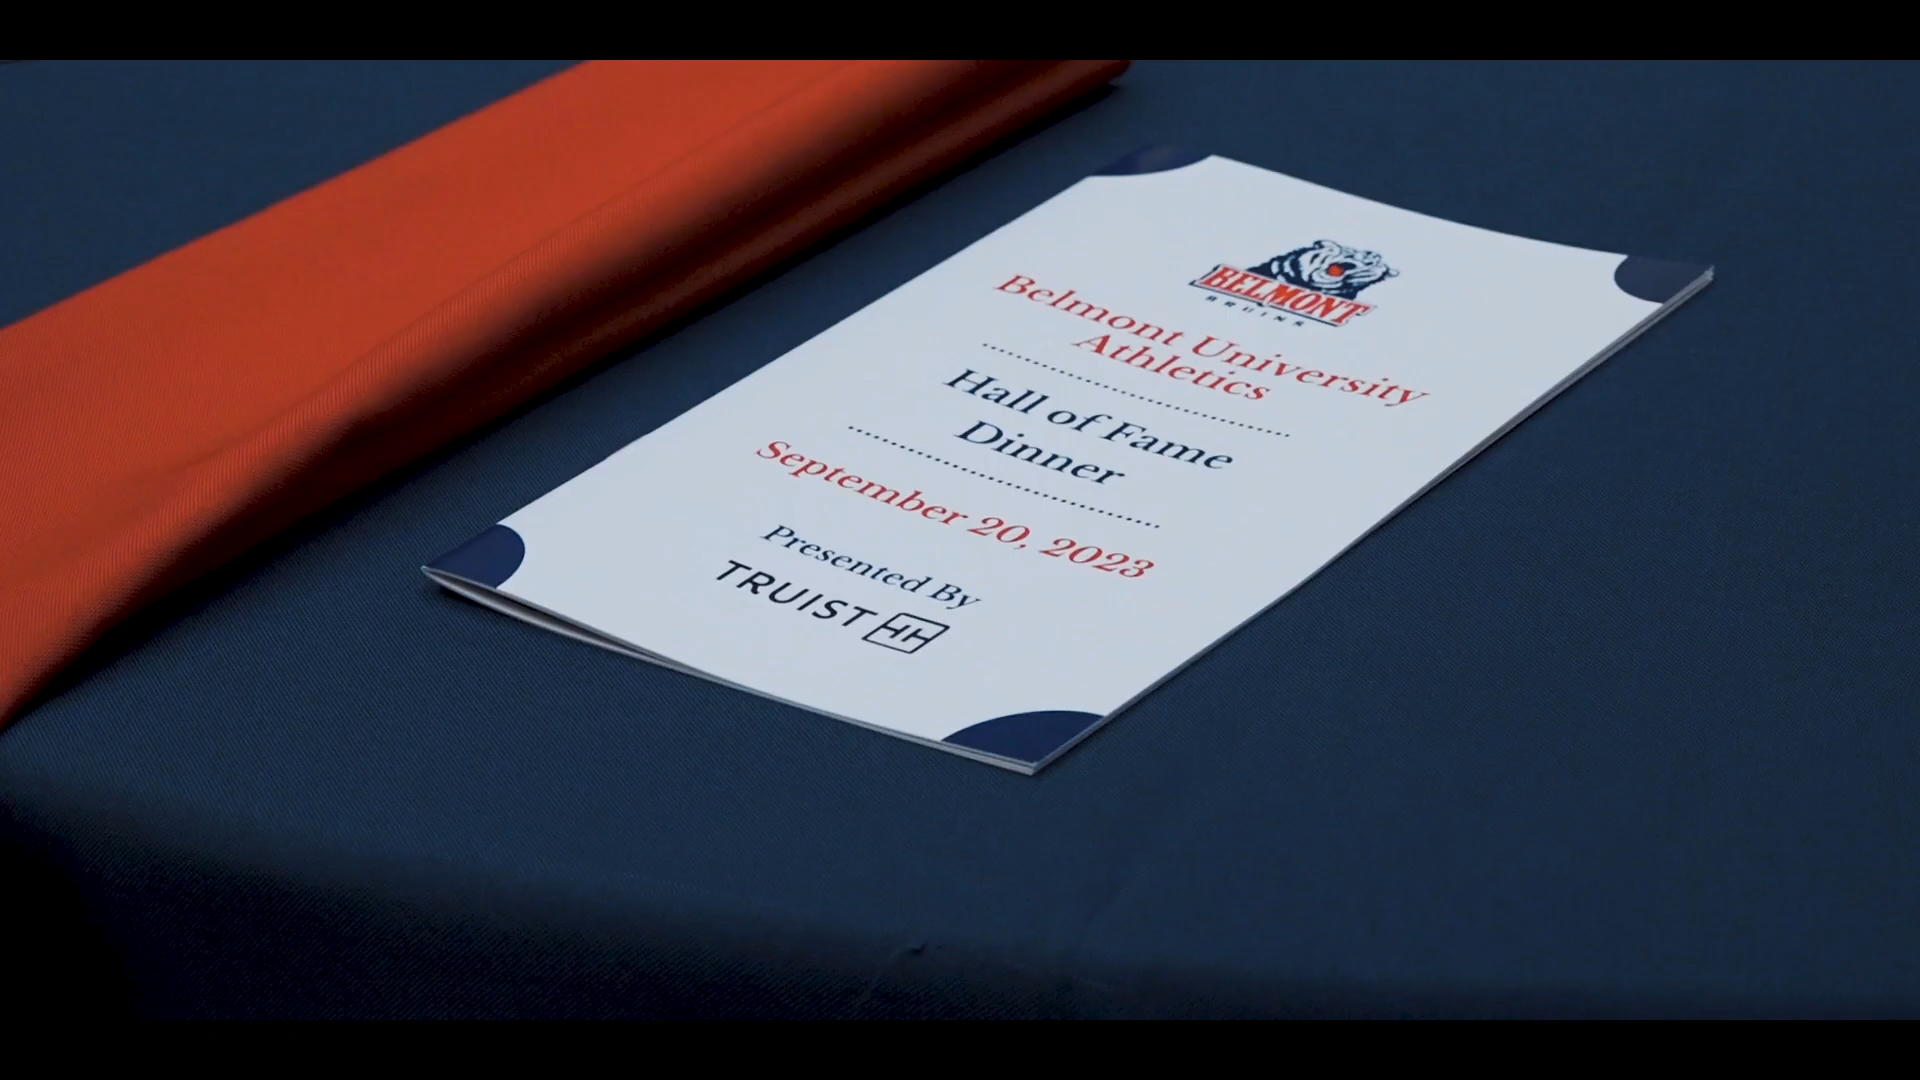 BELMONT
BRUINS
Belmont University
Athletics
Hall of Fame
Dinner
September 20, 2023
Presented By
TRUIST